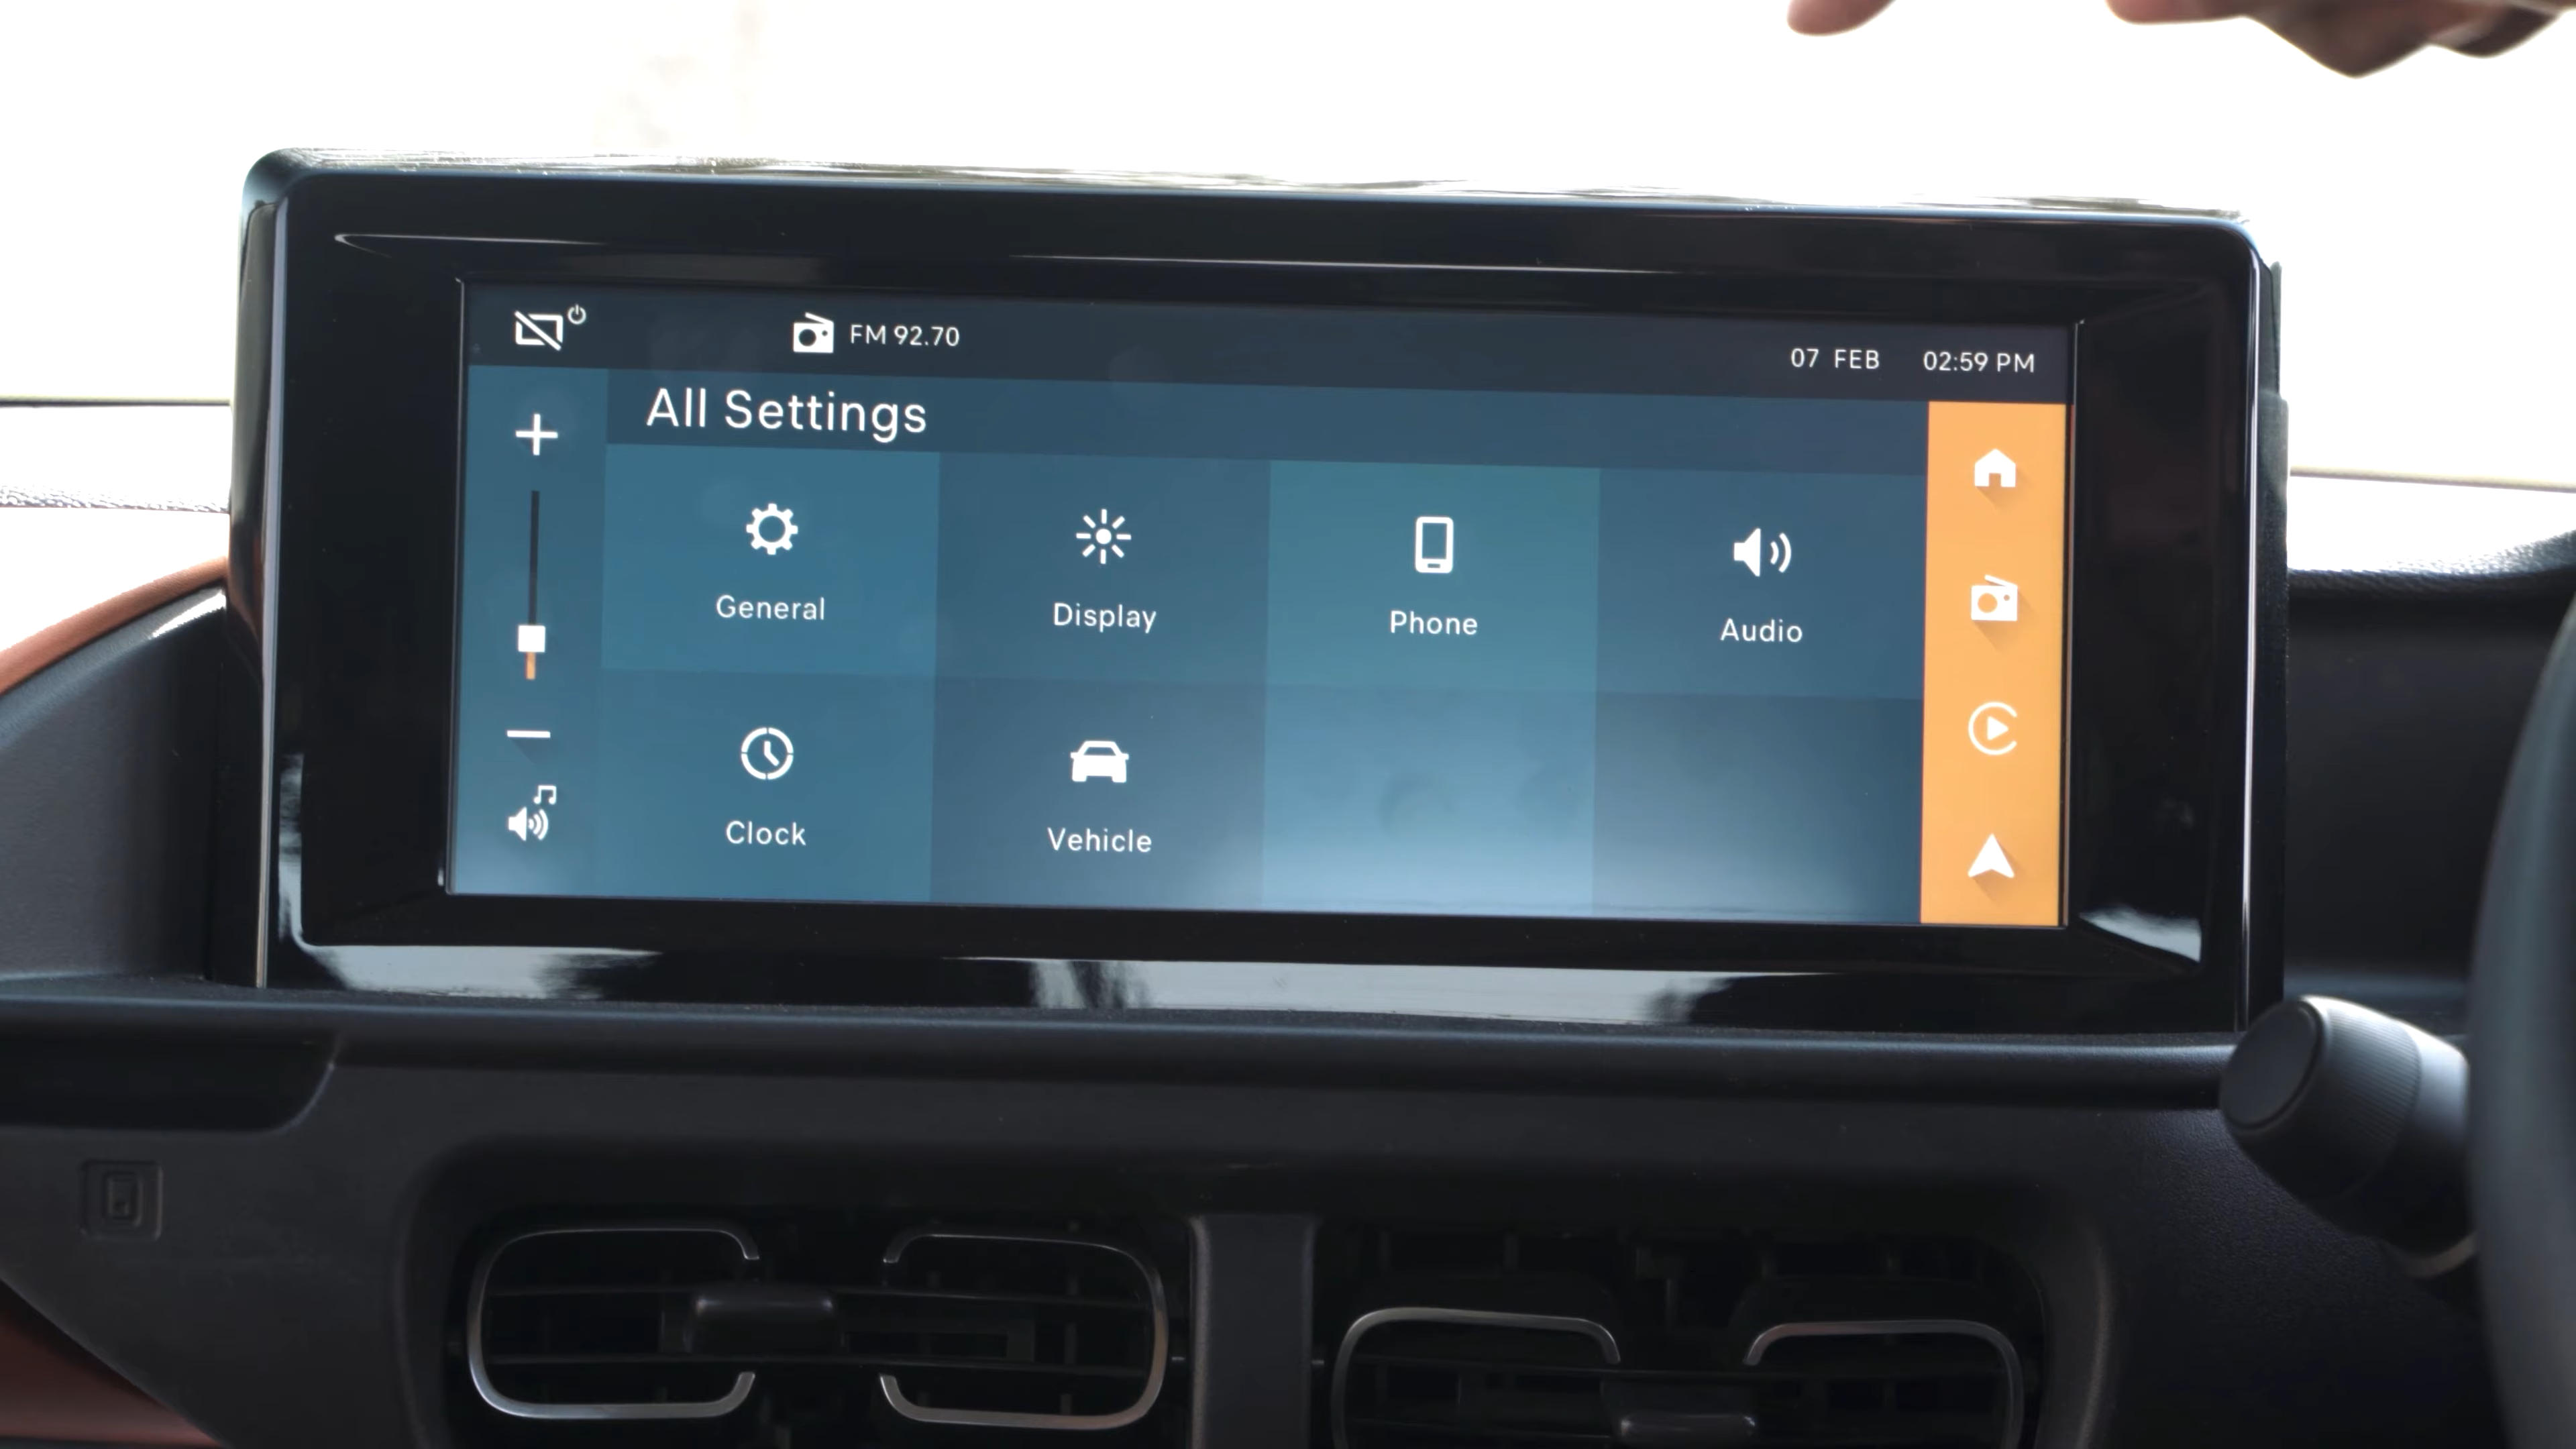 FM 92.70
07 FEB 02:59 PM
All Settings
General Display Phone Audio
Clock Vehicle